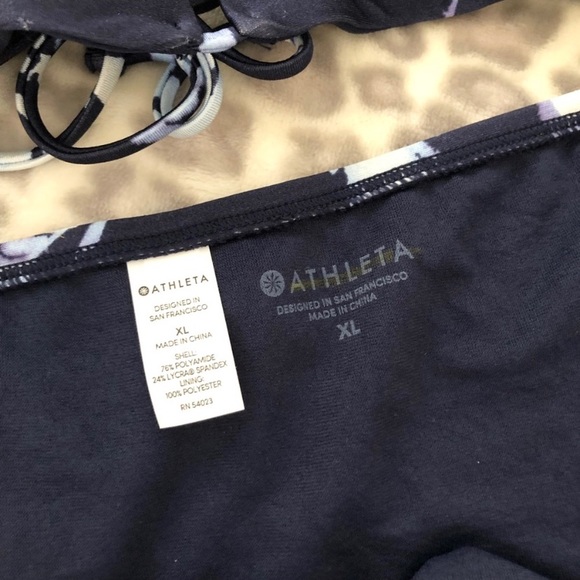 ATHLETA
DESIGNED IN
SAN FRANCISCO
XL
MADE IN CHINA
SHELL:
76% POLYAMIDE
24% LYCRA® SPANDEX
LINING:
100% POLYESTER
RN 54023
ATHLETA
DESIGNED IN SAN FRANCISCO
MADE IN CHINA
XL